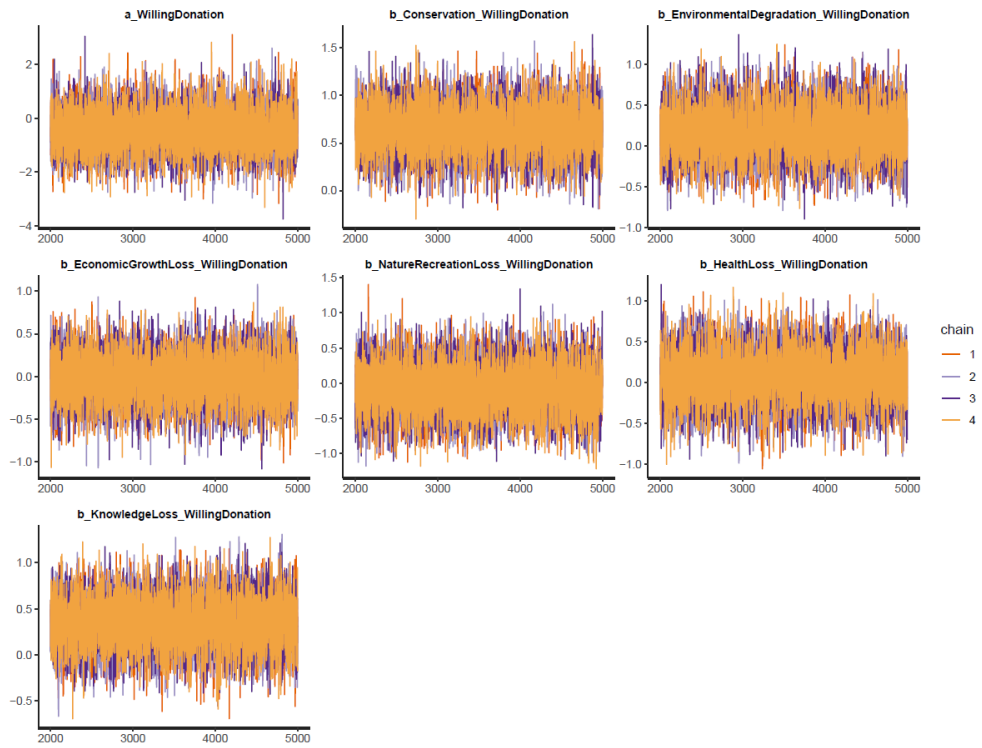 a_WillingDonation
b_Conservation_WillingDonation
b_EnvironmentalDegradation_WillingDonation
2
0
−2
−4
2000 3000 4000 5000
1.5
1.0
0.5
0.0
2000 3000 4000 5000
1.0
0.5
0.0
−0.5
−1.0
2000 3000 4000 5000
b_EconomicGrowthLoss_WillingDonation
b_NatureRecreationLoss_WillingDonation
b_HealthLoss_WillingDonation
1.0
0.5
0.0
−0.5
−1.0
2000 3000 4000 5000
1.5
1.0
0.5
0.0
−0.5
−1.0
2000 3000 4000 5000
1.0
0.5
0.0
−0.5
−1.0
2000 3000 4000 5000
chain
1
2
3
4
b_KnowledgeLoss_WillingDonation
1.0
0.5
0.0
−0.5
2000 3000 4000 5000